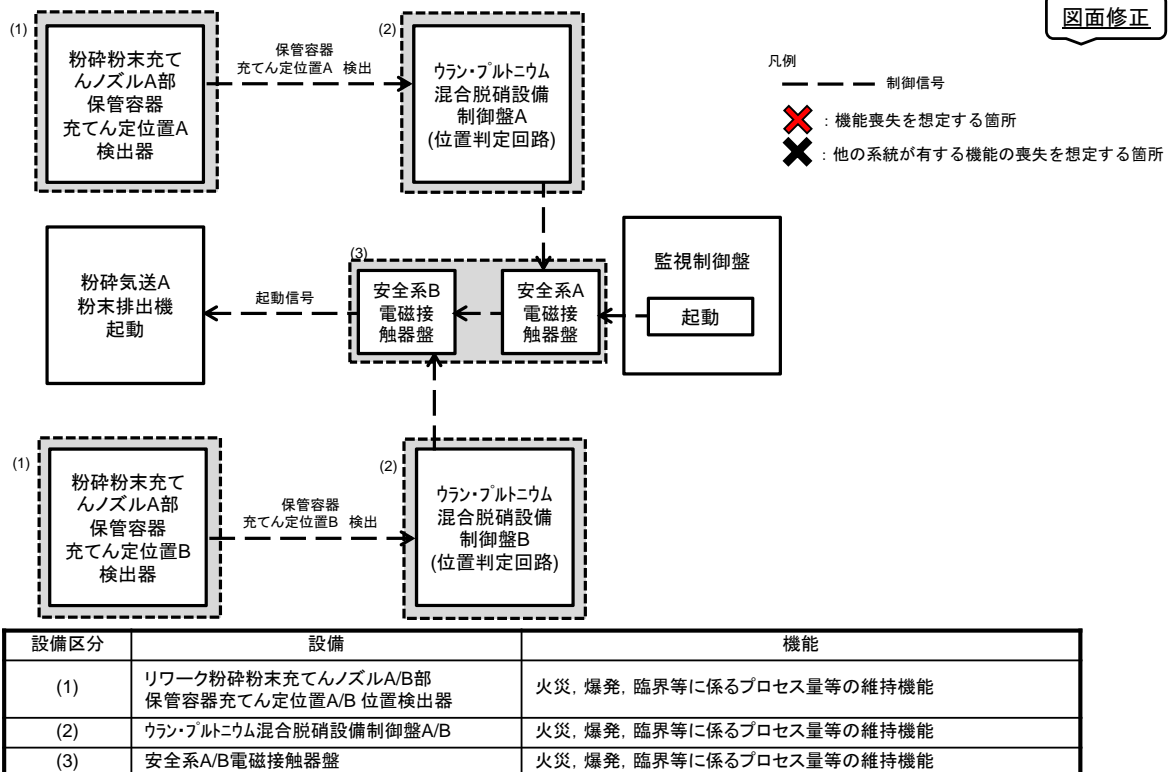 図面修正
(1)
粉砕粉末充て
んノズルA部
保管容器
充てん定位置A
検出器
保管容器
充てん定位置A 検出
(2)
ウラン・プルトニウム
混合脱硝設備
制御盤A
(位置判定回路)
凡例
制御信号
：機能喪失を想定する箇所
：他の系統が有する機能の喪失を想定する箇所
粉砕気送A
粉末排出機
起動
起動信号
(3)
安全系B
電磁接
触器盤
安全系A
電磁接
触器盤
監視制御盤
起動
(1)
粉砕粉末充て
んノズルA部
保管容器
充てん定位置B
検出器
保管容器
充てん定位置B 検出
(2)
ウラン・プルトニウム
混合脱硝設備
制御盤B
(位置判定回路)
設備区分 設備 機能
(1) リワーク粉砕粉末充てんノズルA/B部
保管容器充てん定位置A/B 位置検出器 火災，爆発，臨界等に係るプロセス量等の維持機能
(2) ウラン・プルトニウム混合脱硝設備制御盤A/B 火災，爆発，臨界等に係るプロセス量等の維持機能
(3) 安全系A/B電磁接触器盤 火災，爆発，臨界等に係るプロセス量等の維持機能